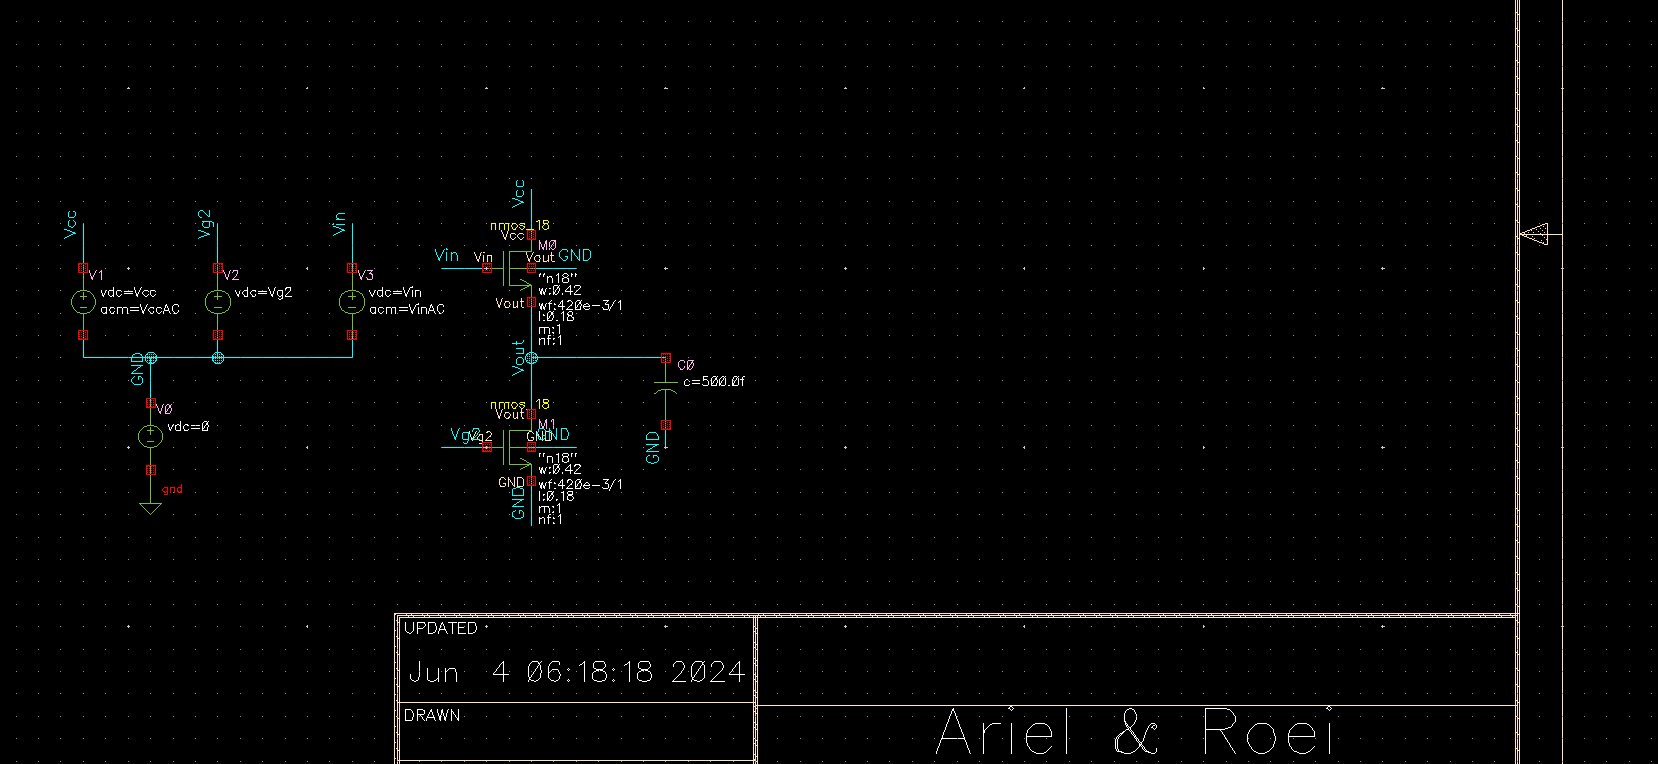 Vcc
V1
vdc=Vcc
acm=VccAC
Vg2
V2
vdc=Vg2
Vin
V3
vdc=Vin
acm=VinAC
GND
V0
vdc=0
gnd
Vcc
nmos_18
Vcc
M0
Vin
Vin
Vout
GND
"n18"
w:0.42
Vout
wf:420e-3/1
l:0.18
m:1
nf:1
Vout
C0
c=500.0f
GND
nmos_18
Vout
M1
Vg2
Vg2
GND
GND
"n18"
w:0.42
GND
wf:420e-3/1
l:0.18
m:1
nf:1
GND
UPDATED
Jun 4 06:18:18 2024
DRAWN
Ariel & Roei